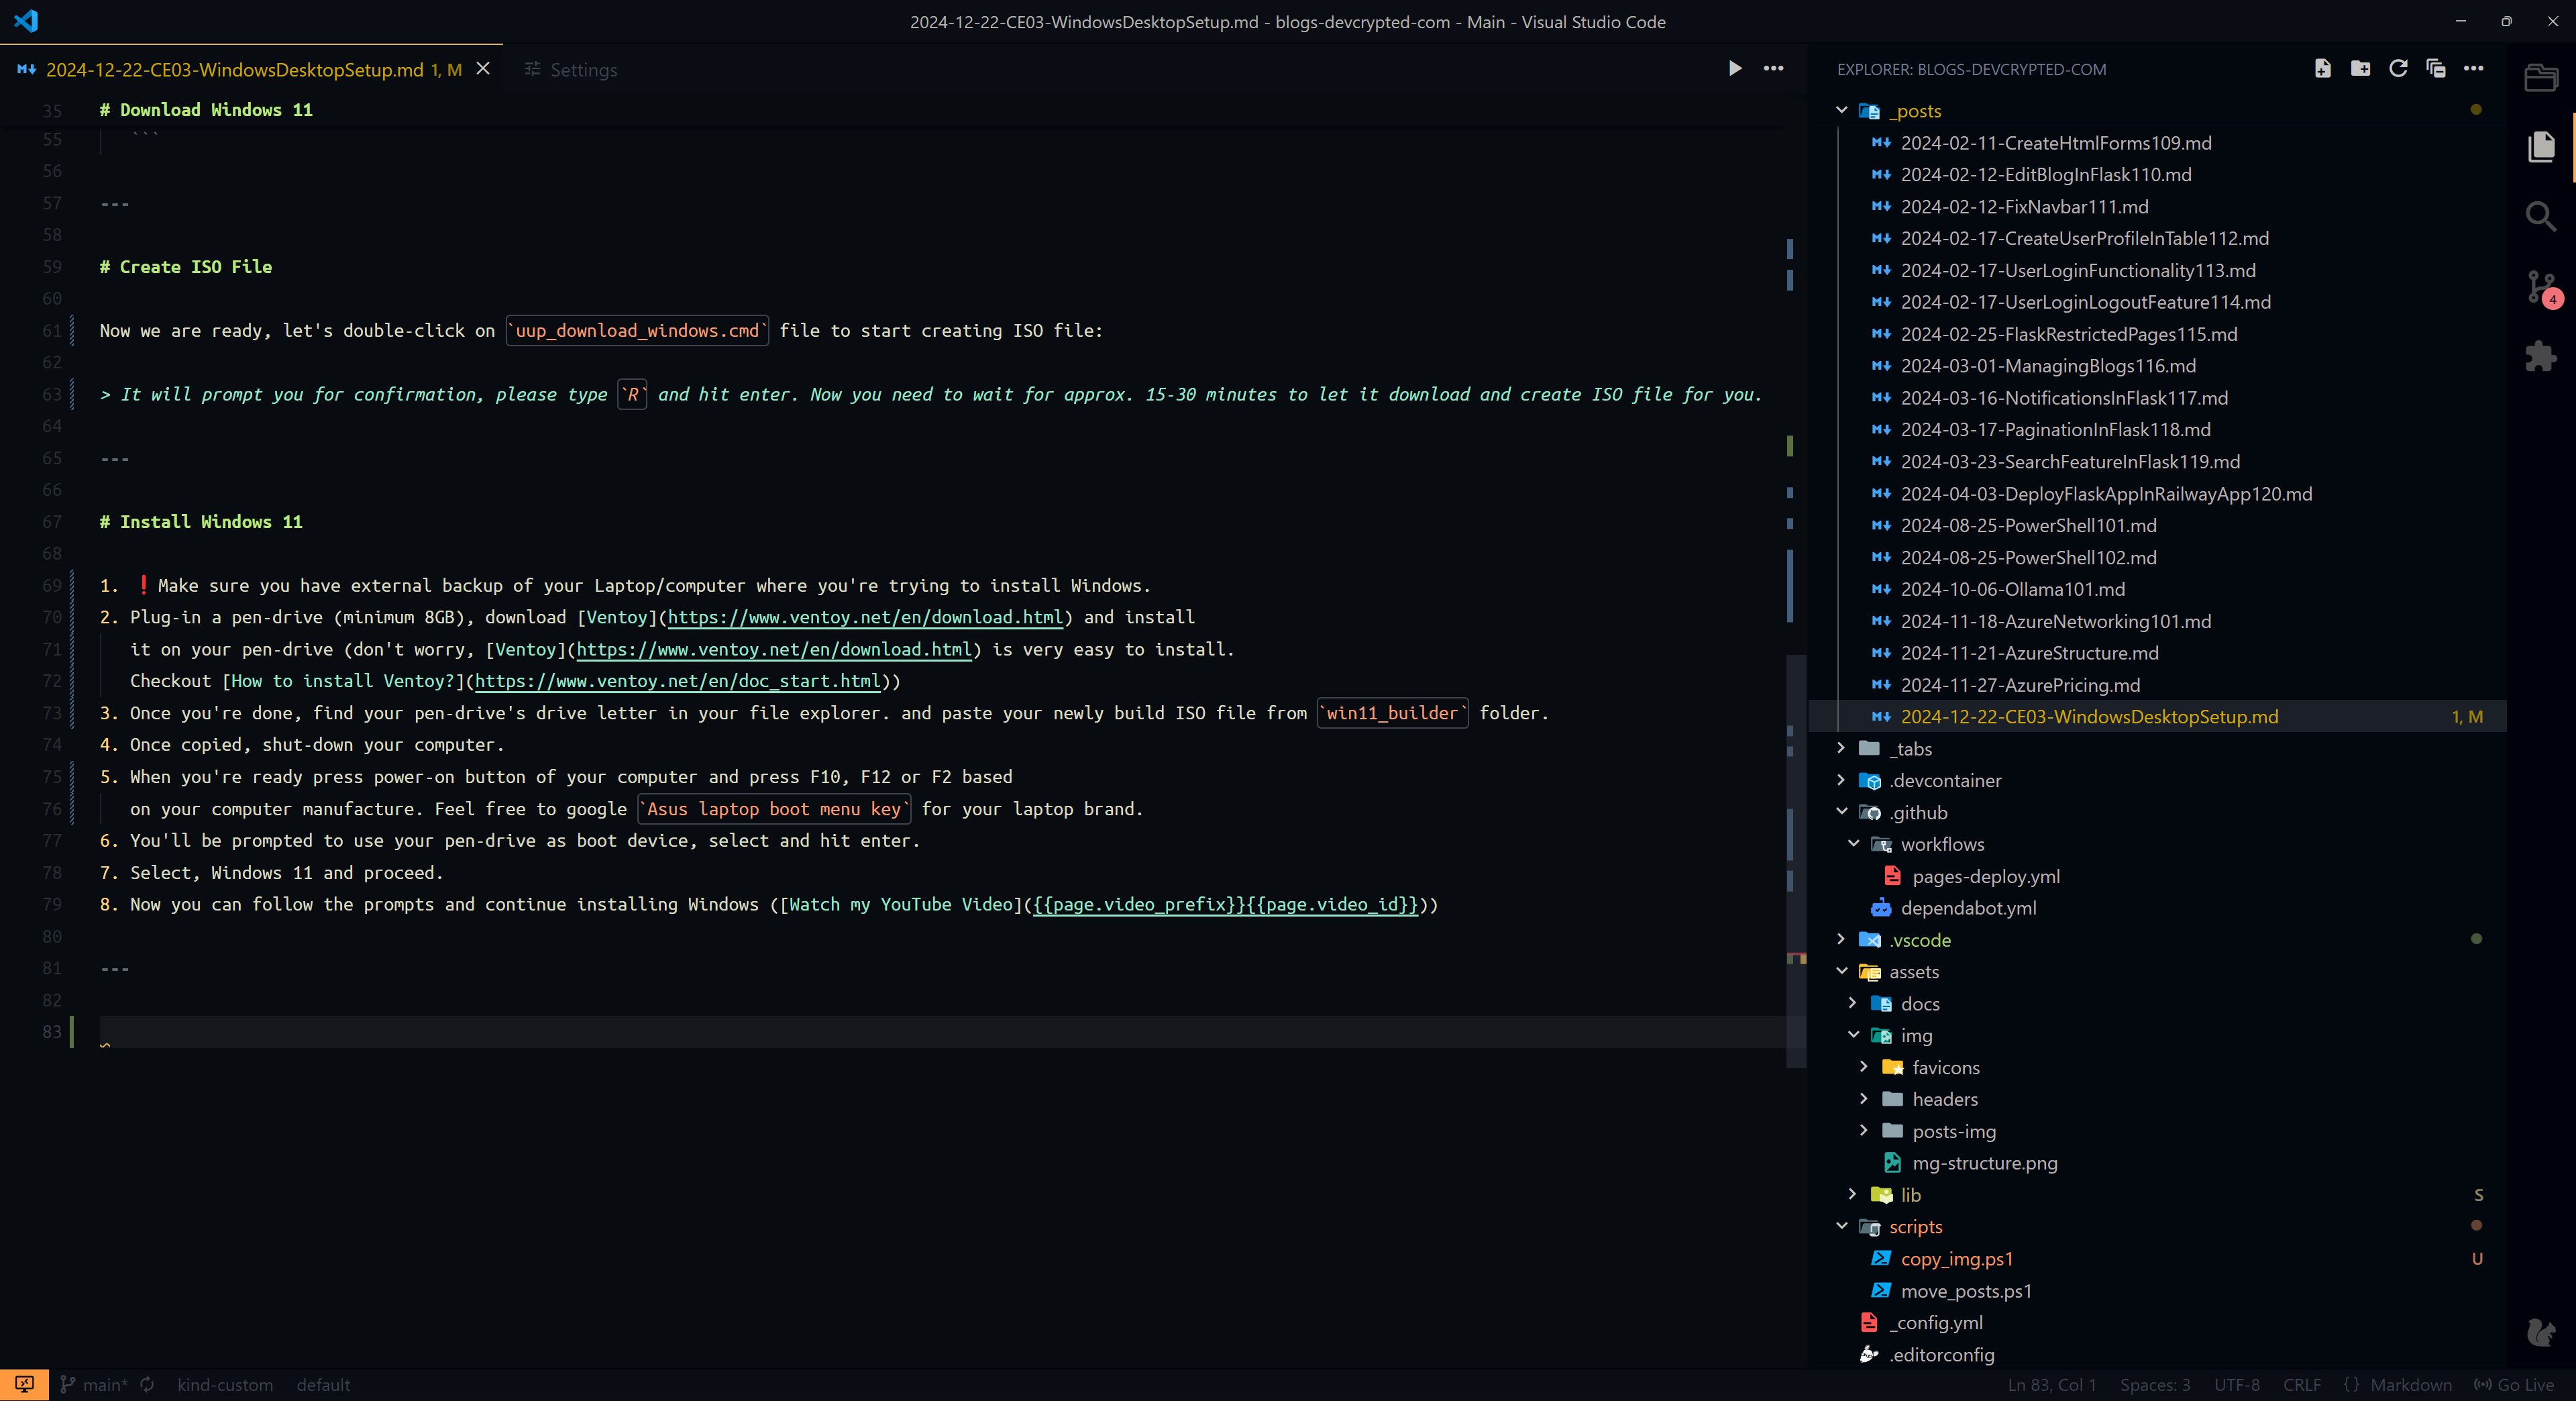 2024-12-22-CE03-WindowsDesktopSetup.md - blogs-devcrypted-com - Main - Visual Studio Code
2024-12-22-CE03-WindowsDesktopSetup.md 1, M
Settings
35 # Download Windows 11
55 ```
56
57 ---
58
59 # Create ISO File
60
61 Now we are ready, let's double-click on `uup_download_windows.cmd` file to start creating ISO file:
62
63 > It will prompt you for confirmation, please type `R` and hit enter. Now you need to wait for approx. 15-30 minutes to let it download and create ISO file for you.
64
65 ---
66
67 # Install Windows 11
68
69 1. ❗Make sure you have external backup of your Laptop/computer where you're trying to install Windows.
70 2. Plug-in a pen-drive (minimum 8GB), download [Ventoy](https://www.ventoy.net/en/download.html) and install
71 it on your pen-drive (don't worry, [Ventoy](https://www.ventoy.net/en/download.html) is very easy to install.
72 Checkout [How to install Ventoy?](https://www.ventoy.net/en/doc_start.html))
73 3. Once you're done, find your pen-drive's drive letter in your file explorer. and paste your newly build ISO file from `win11_builder` folder.
74 4. Once copied, shut-down your computer.
75 5. When you're ready press power-on button of your computer and press F10, F12 or F2 based
76 on your computer manufacture. Feel free to google `Asus laptop boot menu key` for your laptop brand.
77 6. You'll be prompted to use your pen-drive as boot device, select and hit enter.
78 7. Select, Windows 11 and proceed.
79 8. Now you can follow the prompts and continue installing Windows ([Watch my YouTube Video]({{page.video_prefix}}{{page.video_id}}))
80
81 ---
82
83
EXPLORER: BLOGS-DEVCRYPTED-COM
_posts
2024-02-11-CreateHtmlForms109.md
2024-02-12-EditBlogInFlask110.md
2024-02-12-FixNavbar111.md
2024-02-17-CreateUserProfileInTable112.md
2024-02-17-UserLoginFunctionality113.md
2024-02-17-UserLoginLogoutFeature114.md
2024-02-25-FlaskRestrictedPages115.md
2024-03-01-ManagingBlogs116.md
2024-03-16-NotificationsInFlask117.md
2024-03-17-PaginationInFlask118.md
2024-03-23-SearchFeatureInFlask119.md
2024-04-03-DeployFlaskAppInRailwayApp120.md
2024-08-25-PowerShell101.md
2024-08-25-PowerShell102.md
2024-10-06-Ollama101.md
2024-11-18-AzureNetworking101.md
2024-11-21-AzureStructure.md
2024-11-27-AzurePricing.md
2024-12-22-CE03-WindowsDesktopSetup.md 1, M
_tabs
.devcontainer
.github
workflows
pages-deploy.yml
dependabot.yml
.vscode
assets
docs
img
favicons
headers
posts-img
mg-structure.png
lib S
scripts
copy_img.ps1 U
move_posts.ps1
_config.yml
.editorconfig
4
main* kind-custom default
Ln 83, Col 1 Spaces: 3 UTF-8 CRLF {} Markdown Go Live